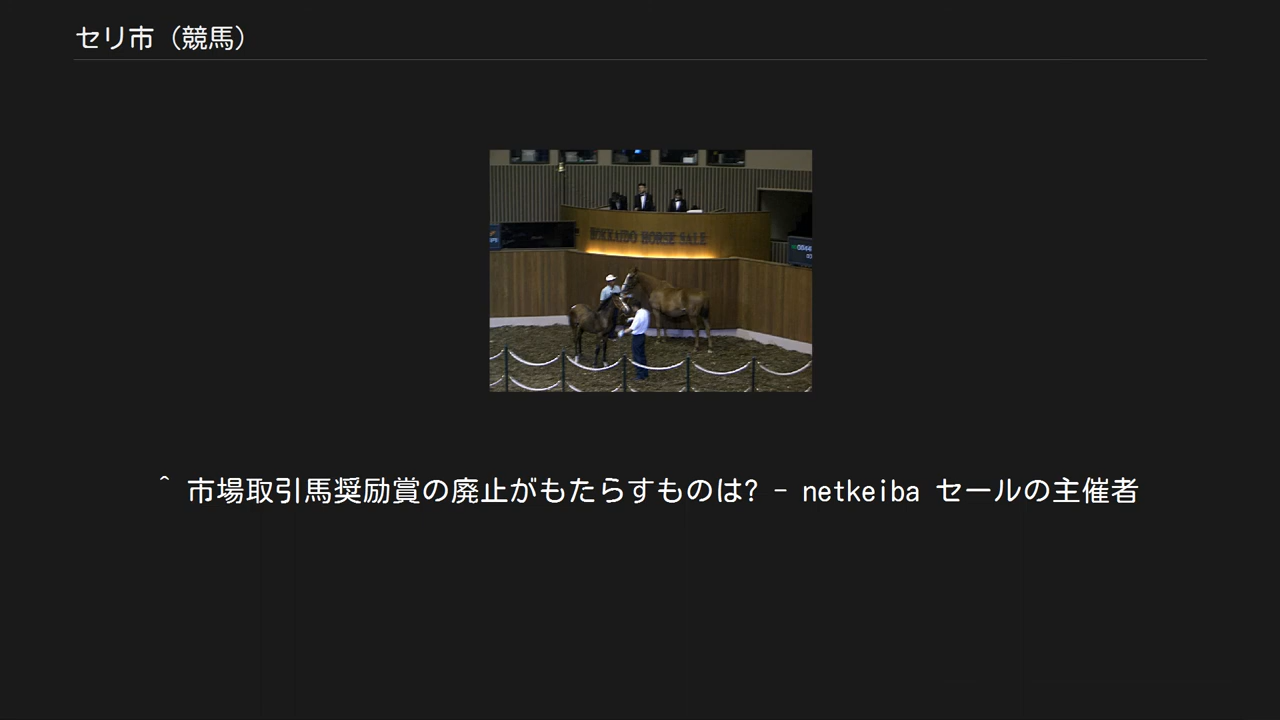 セリ市（競馬）
HOKKAIDO HORSE SALE
^ 市場取引馬奨励賞の廃止がもたらすものは? - netkeiba セールの主催者